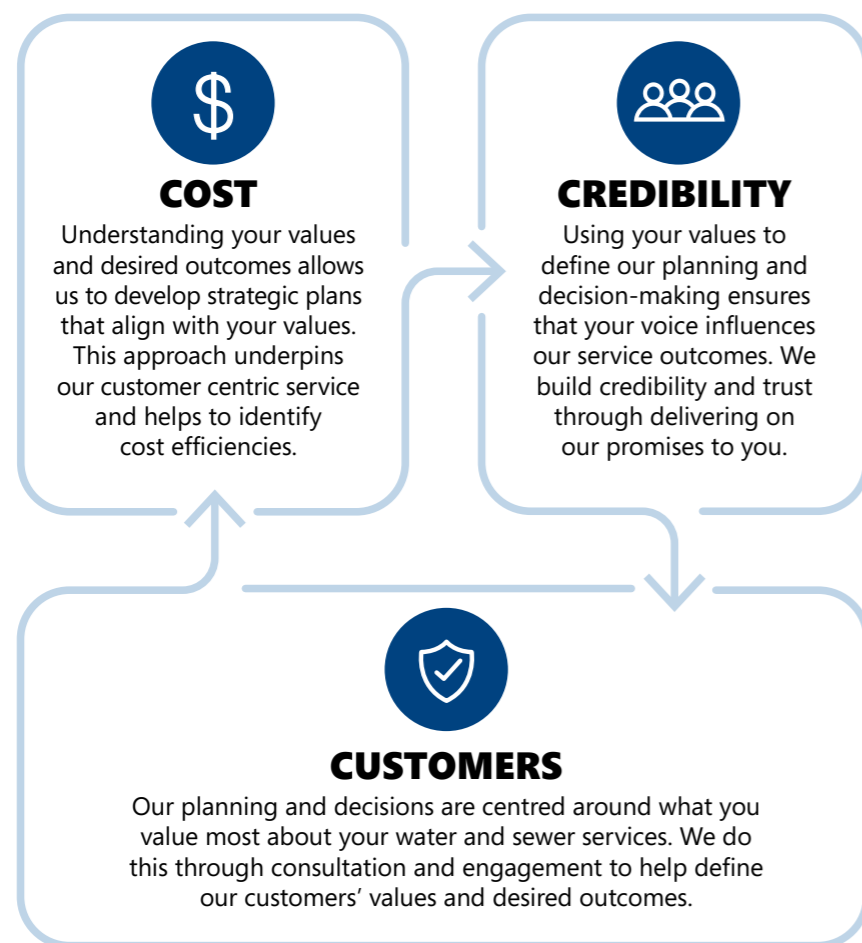 $
COST
Understanding your values
and desired outcomes allows
us to develop strategic plans
that align with your values.
This approach underpins
our customer centric service
and helps to identify
cost efficiencies.
CREDIBILITY
Using your values to
define our planning and
decision-making ensures
that your voice influences
our service outcomes. We
build credibility and trust
through delivering on
our promises to you.
CUSTOMERS
Our planning and decisions are centred around what you
value most about your water and sewer services. We do
this through consultation and engagement to help define
our customers’ values and desired outcomes.